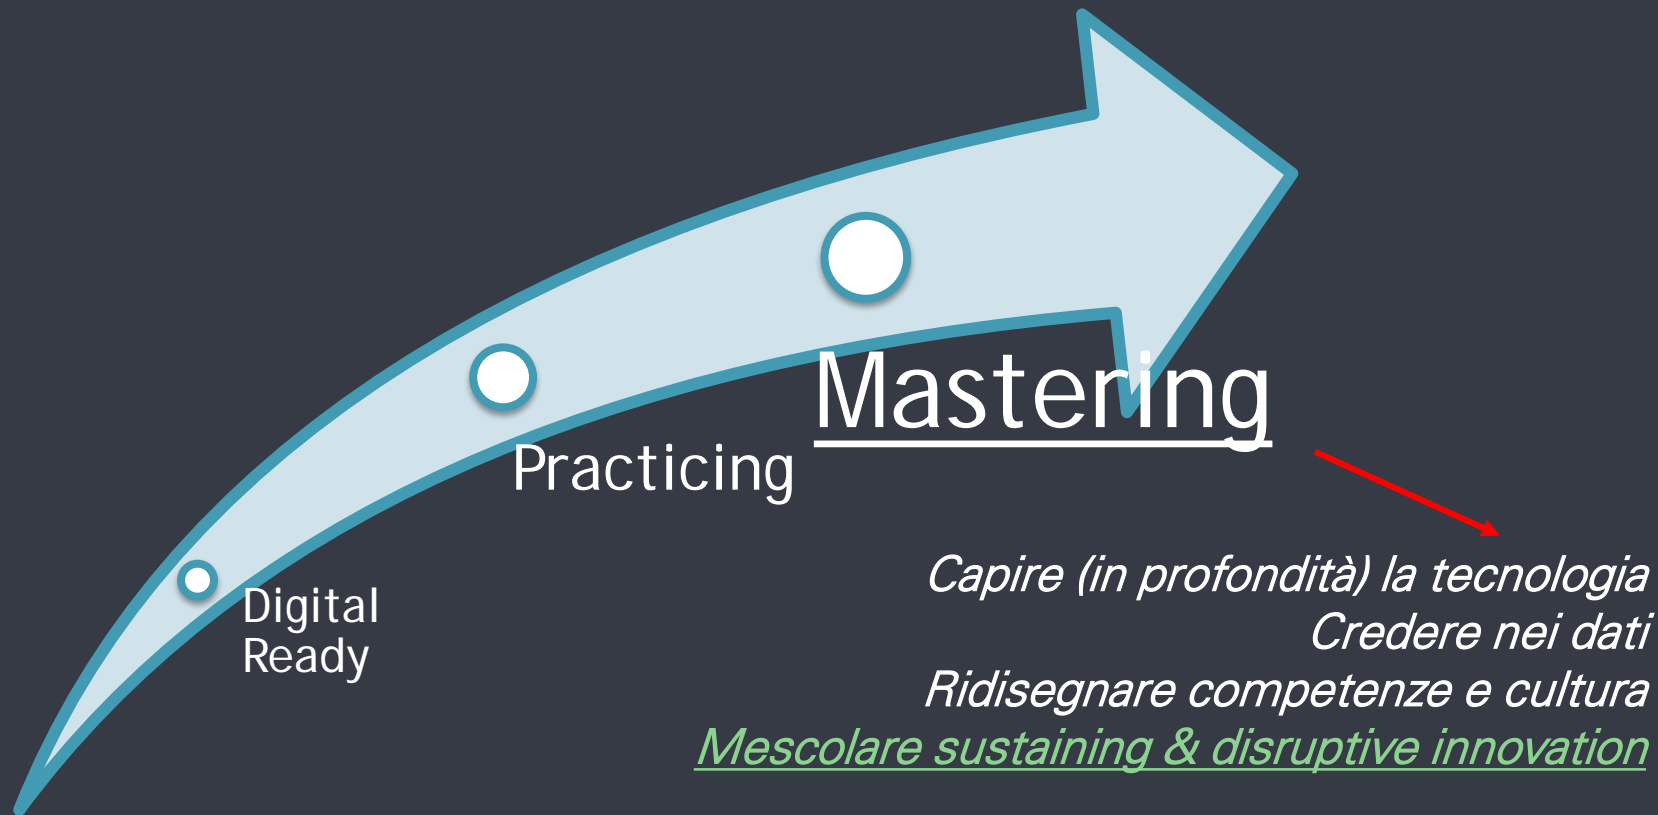 Mastering
Practicing
Digital
Ready
Capire (in profondità) la tecnologia
Credere nei dati
Ridisegnare competenze e cultura
Mescolare sustaining & disruptive innovation